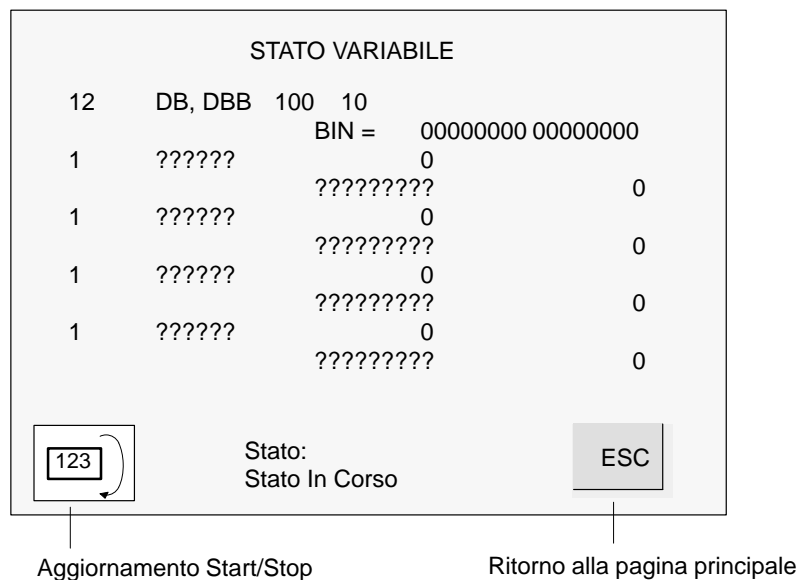 STATO VARIABILE
12 DB, DBB 100 10
BIN = 00000000 00000000
1 ?????? 0
????????? 0
1 ?????? 0
????????? 0
1 ?????? 0
????????? 0
1 ?????? 0
????????? 0
123
Stato:
Stato In Corso
ESC
Aggiornamento Start/Stop
Ritorno alla pagina principale